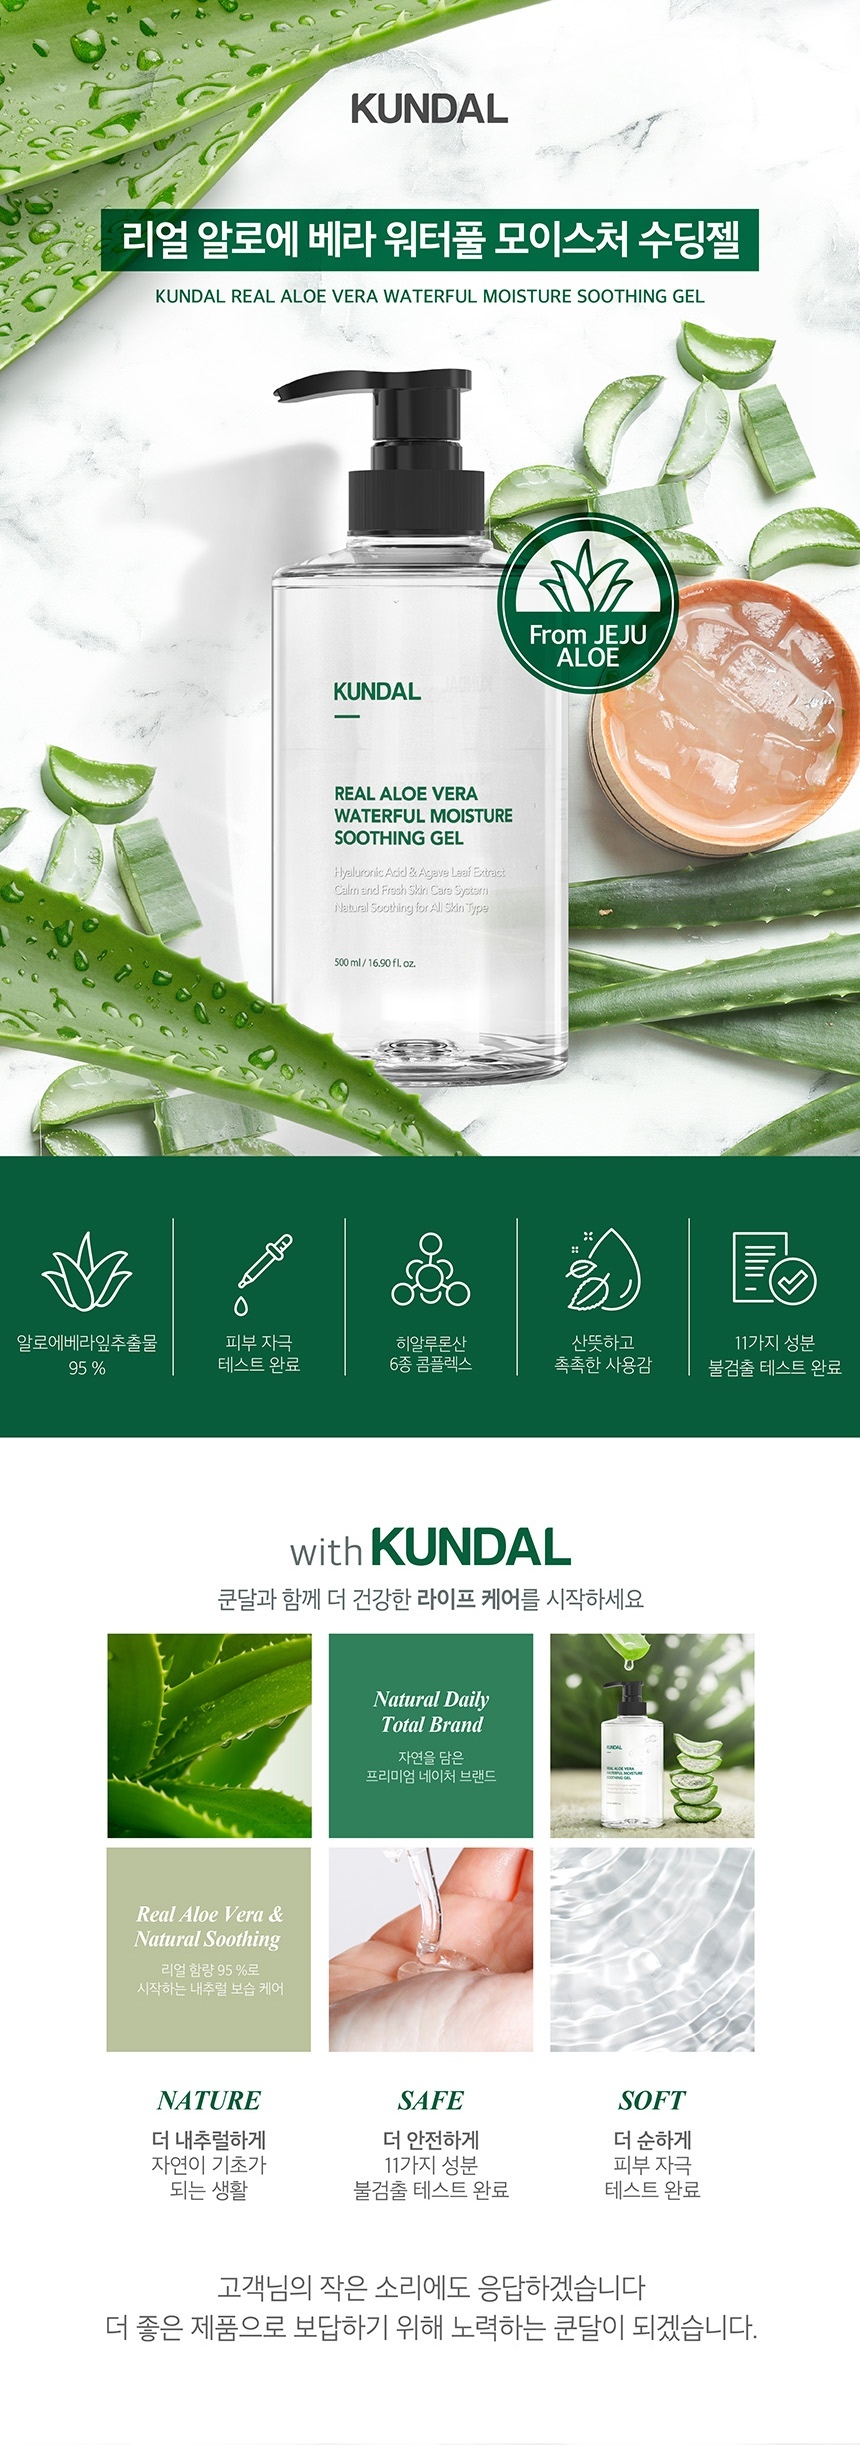 KUNDAL
리얼 알로에 베라 워터풀 모이스처 수딩젤
KUNDAL REAL ALOE VERA WATERFUL MOISTURE SOOTHING GEL
From JEJU
ALOE
KUNDAL
REAL ALOE VERA
WATERFUL MOISTURE
SOOTHING GEL
Hyaluronic Acid & Agave Leaf Extract
Calm and Fresh Skin Care System
Natural Soothing for All Skin Type
500 ml / 16.90 fl. oz.
알로에베라잎추출물
95 %
피부 자극
테스트 완료
히알루론산
6종 콤플렉스
산뜻하고
촉촉한 사용감
11가지 성분
불검출 테스트 완료
with KUNDAL
쿤달과 함께 더 건강한 라이프 케어를 시작하세요
Natural Daily
Total Brand
자연을 담은
프리미엄 네이처 브랜드
KUNDAL
REAL ALOE VERA
WATERFUL MOISTURE
SOOTHING GEL
Real Aloe Vera &
Natural Soothing
리얼 함량 95 %로
시작하는 내추럴 보습 케어
NATURE
더 내추럴하게
자연이 기초가
되는 생활
SAFE
더 안전하게
11가지 성분
불검출 테스트 완료
SOFT
더 순하게
피부 자극
테스트 완료
고객님의 작은 소리에도 응답하겠습니다
더 좋은 제품으로 보답하기 위해 노력하는 쿤달이 되겠습니다.